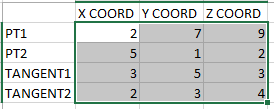 X COORD Y COORD Z COORD
PT1 2 7 9
PT2 5 1 2
TANGENT1 3 5 3
TANGENT2 2 3 4